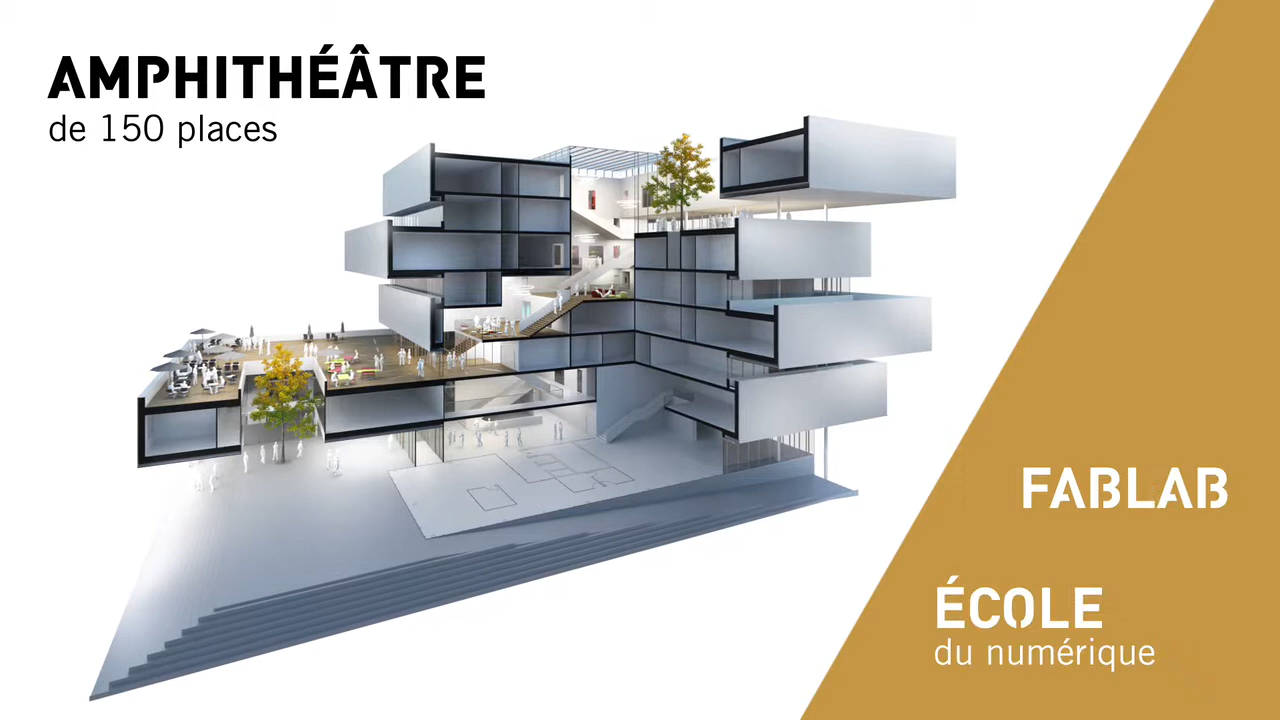 AMPHITHÉÂTRE
de 150 places
FABLAB
ÉCOLE
du numérique